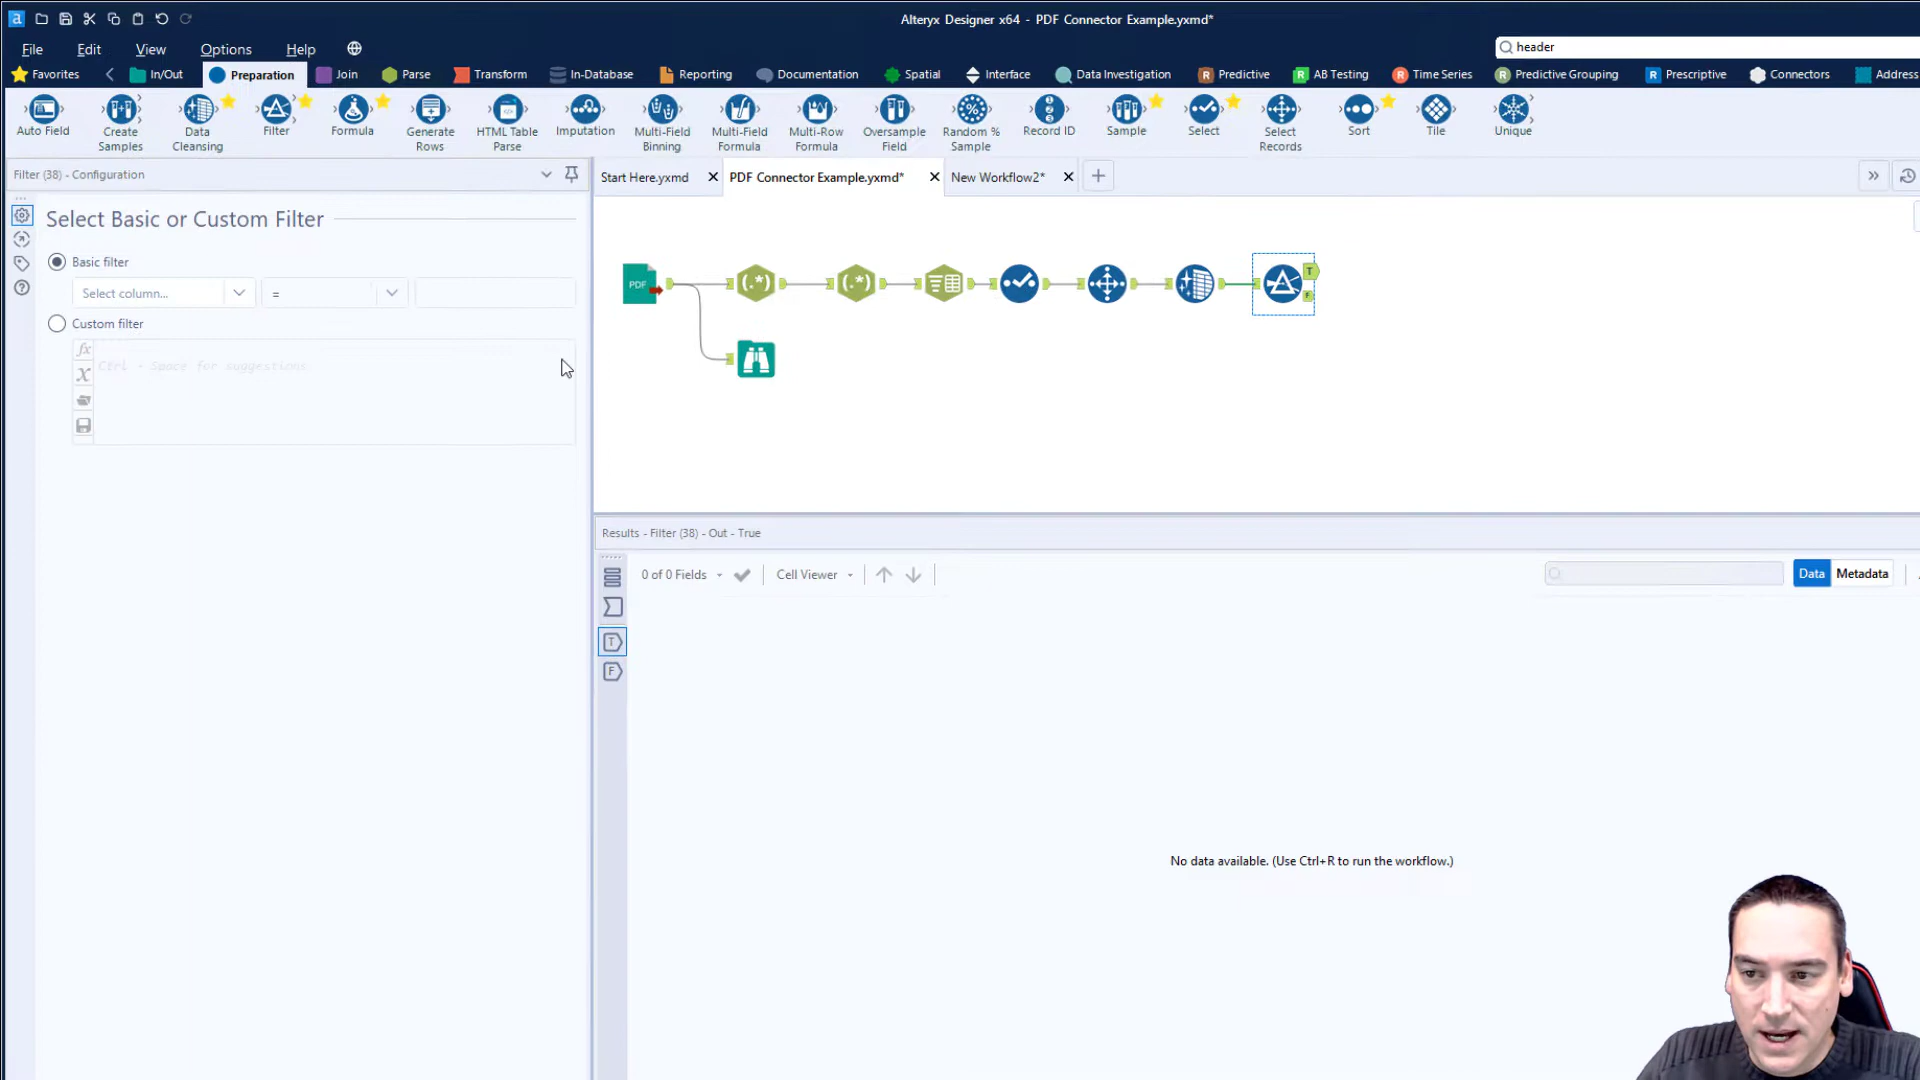 Alteryx Designer x64 - PDF Connector Example.yxmd*
File Edit View Options Help
header
Favorites In/Out Preparation Join Parse Transform In-Database Reporting Documentation Spatial Interface Data Investigation Predictive AB Testing Time Series Predictive Grouping Prescriptive Connectors Address
Auto Field
Create Samples
Data Cleansing
Filter
Formula
Generate Rows
HTML Table Parse
Imputation
Multi-Field Binning
Multi-Field Formula
Multi-Row Formula
Oversample Field
Random % Sample
Record ID
Sample
Select
Select Records
Sort
Tile
Unique
Filter (38) - Configuration
Start Here.yxmd PDF Connector Example.yxmd* New Workflow2*
Select Basic or Custom Filter
Basic filter
Select column... =
Custom filter
Ctrl + Space for suggestions
PDF
(.*)
(.*)
T
F
Results - Filter (38) - Out - True
0 of 0 Fields Cell Viewer Data Metadata
T
F
No data available. (Use Ctrl+R to run the workflow.)